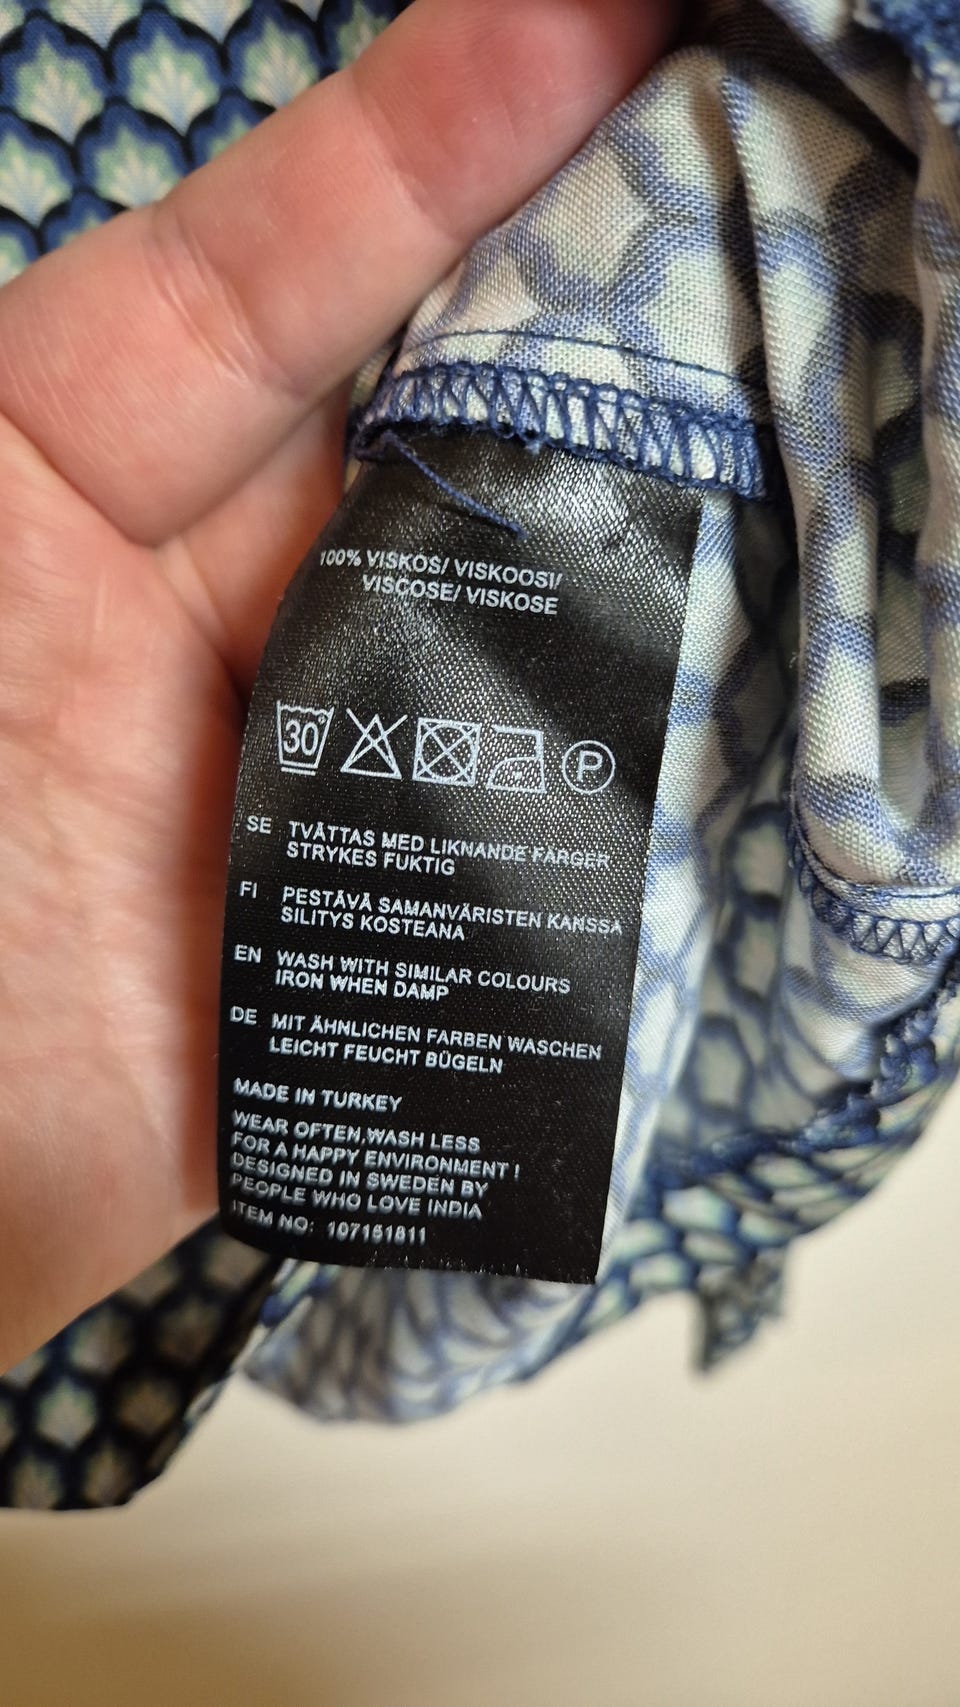 100% VISKOS/ VISKOOSI/
VISCOSE/ VISKOSE
30° P
SE TVÄTTAS MED LIKNANDE FÄRGER
STRYKES FUKTIG
FI PESTÄVÄ SAMANVÄRISTEN KANSSA
SILITYS KOSTEANA
EN WASH WITH SIMILAR COLOURS
IRON WHEN DAMP
DE MIT ÄHNLICHEN FARBEN WASCHEN
LEICHT FEUCHT BÜGELN
MADE IN TURKEY
WEAR OFTEN,WASH LESS
FOR A HAPPY ENVIRONMENT !
DESIGNED IN SWEDEN BY
PEOPLE WHO LOVE INDIA
ITEM NO: 107151811